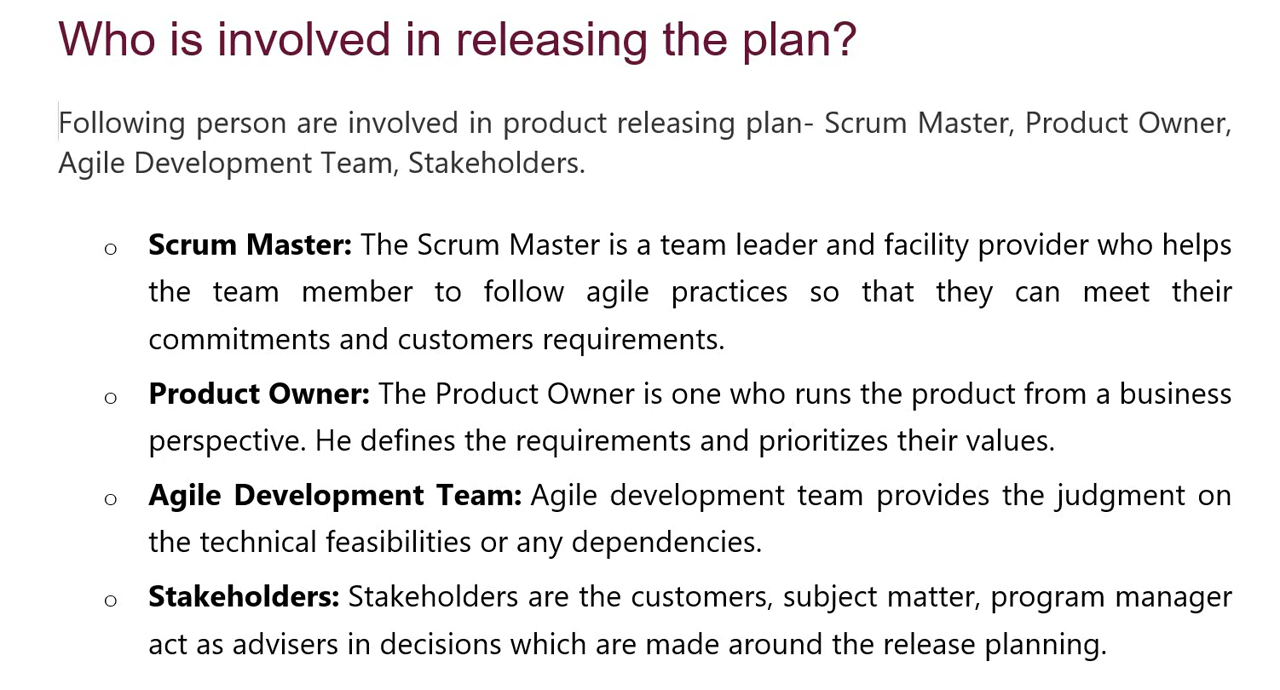 Who is involved in releasing the plan?
Following person are involved in product releasing plan- Scrum Master, Product Owner,
Agile Development Team, Stakeholders.
o Scrum Master: The Scrum Master is a team leader and facility provider who helps
the team member to follow agile practices so that they can meet their
commitments and customers requirements.
o Product Owner: The Product Owner is one who runs the product from a business
perspective. He defines the requirements and prioritizes their values.
o Agile Development Team: Agile development team provides the judgment on
the technical feasibilities or any dependencies.
o Stakeholders: Stakeholders are the customers, subject matter, program manager
act as advisers in decisions which are made around the release planning.